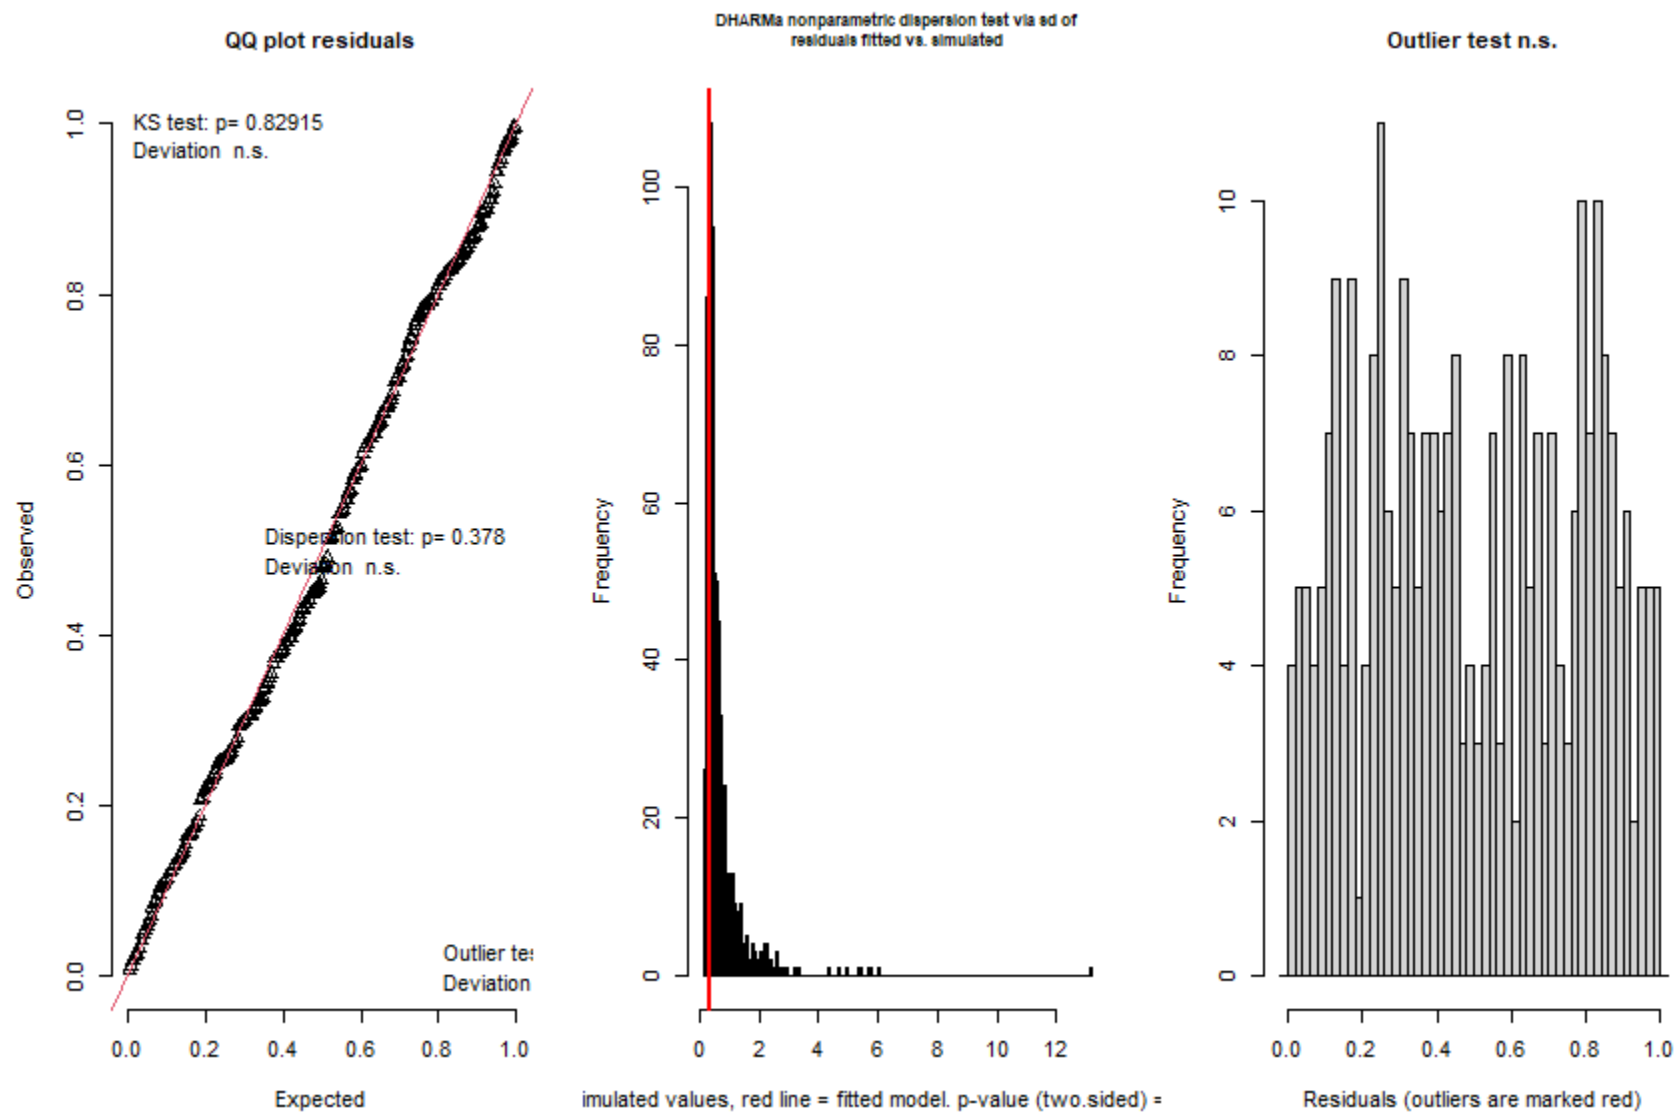 QQ plot residuals
KS test: p= 0.82915
Deviation n.s.
Dispersion test: p= 0.378
Deviation n.s.
Outlier tes
Deviation
Observed
0.0 0.2 0.4 0.6 0.8 1.0
0.0 0.2 0.4 0.6 0.8 1.0
Expected
DHARMa nonparametric dispersion test via sd of
residuals fitted vs. simulated
Frequency
0 20 40 60 80 100
0 2 4 6 8 10 12
imulated values, red line = fitted model. p-value (two.sided) =
Outlier test n.s.
Frequency
0 2 4 6 8 10
0.0 0.2 0.4 0.6 0.8 1.0
Residuals (outliers are marked red)